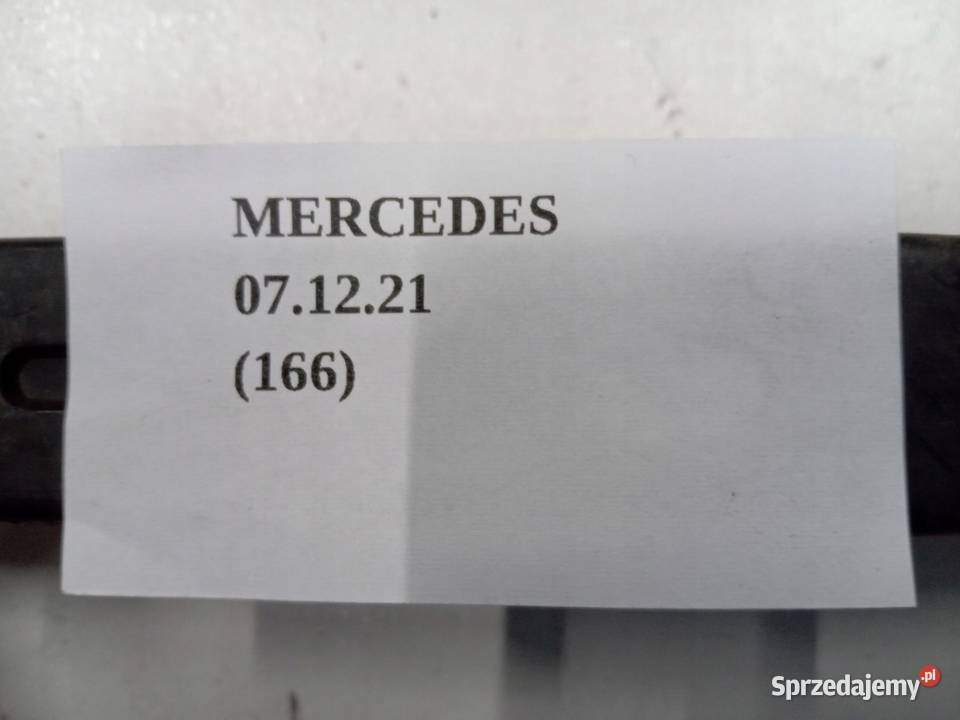 MERCEDES
07.12.21
(166)
Sprzedajemy.pl